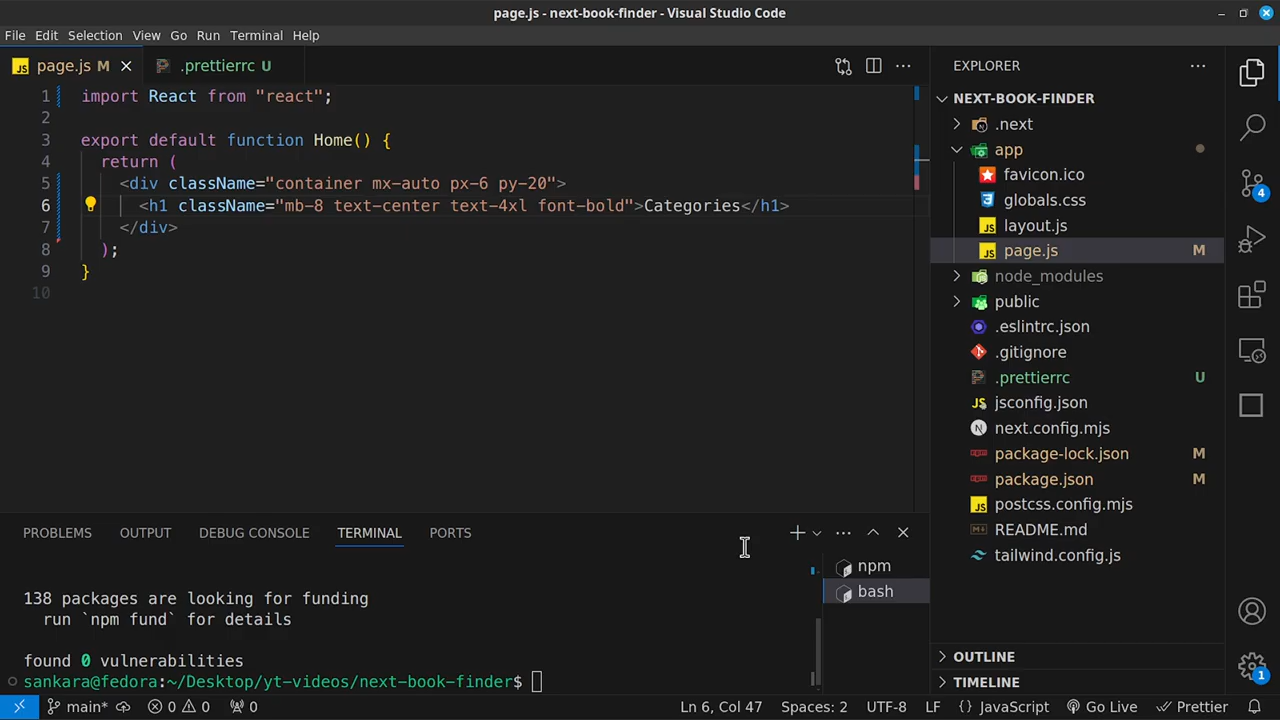 page.js - next-book-finder - Visual Studio Code
File Edit Selection View Go Run Terminal Help
page.js M
.prettierrc U
1 import React from "react";
2
3 export default function Home() {
4 return (
5 <div className="container mx-auto px-6 py-20">
6 <h1 className="mb-8 text-center text-4xl font-bold">Categories</h1>
7 </div>
8 );
9 }
10
EXPLORER
NEXT-BOOK-FINDER
.next
app
favicon.ico
globals.css
layout.js
page.js M
node_modules
public
.eslintrc.json
.gitignore
.prettierrc U
jsconfig.json
next.config.mjs
package-lock.json M
package.json M
postcss.config.mjs
README.md
tailwind.config.js
OUTLINE
TIMELINE
4
1
PROBLEMS OUTPUT DEBUG CONSOLE TERMINAL PORTS
npm
bash
138 packages are looking for funding
run `npm fund` for details
found 0 vulnerabilities
sankara@fedora:~/Desktop/yt-videos/next-book-finder$
main* 0 0 0 Ln 6, Col 47 Spaces: 2 UTF-8 LF {} JavaScript Go Live Prettier